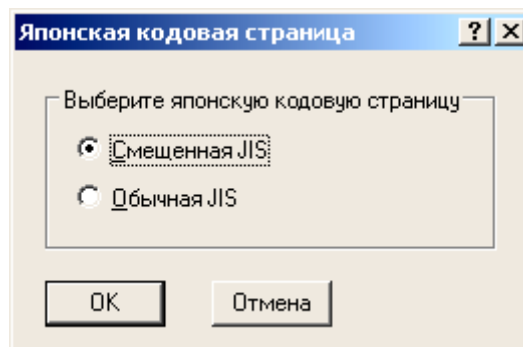 Японская кодовая страница
Выберите японскую кодовую страницу
Смещенная JIS
Обычная JIS
OK
Отмена